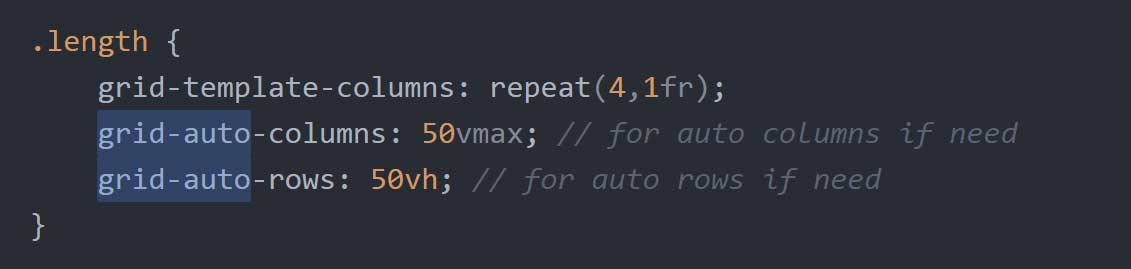 .length {
    grid-template-columns: repeat(4,1fr);
    grid-auto-columns: 50vmax; // for auto columns if need
    grid-auto-rows: 50vh; // for auto rows if need
}